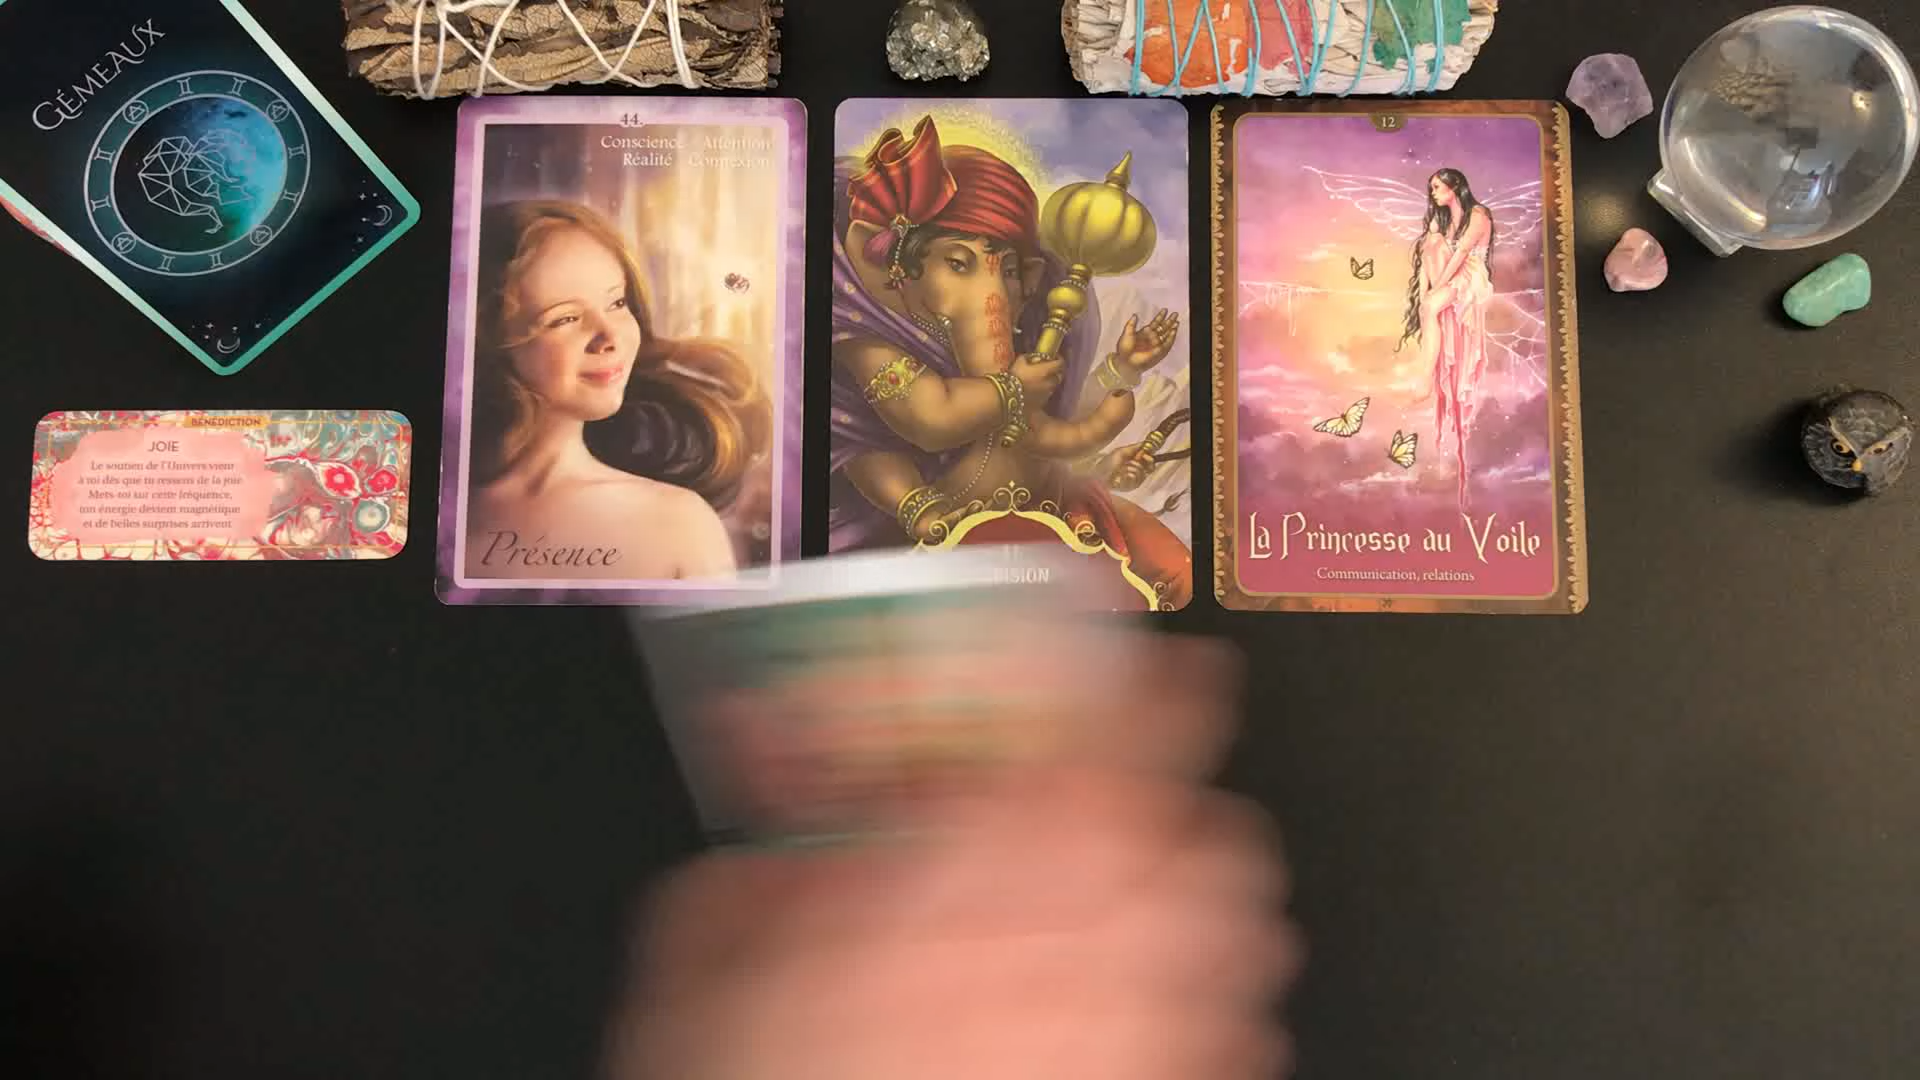 GÉMEAUX
44.
Conscience Attention
Réalité Connexion
Présence
12
La Princesse du Voile
Communication, relations
BÉNÉDICTION
JOIE
Le soutien de l'Univers vient
à toi dès que tu ressens de la joie.
Mets-toi sur cette fréquence,
ton énergie devient magnétique
et de belles surprises arrivent.